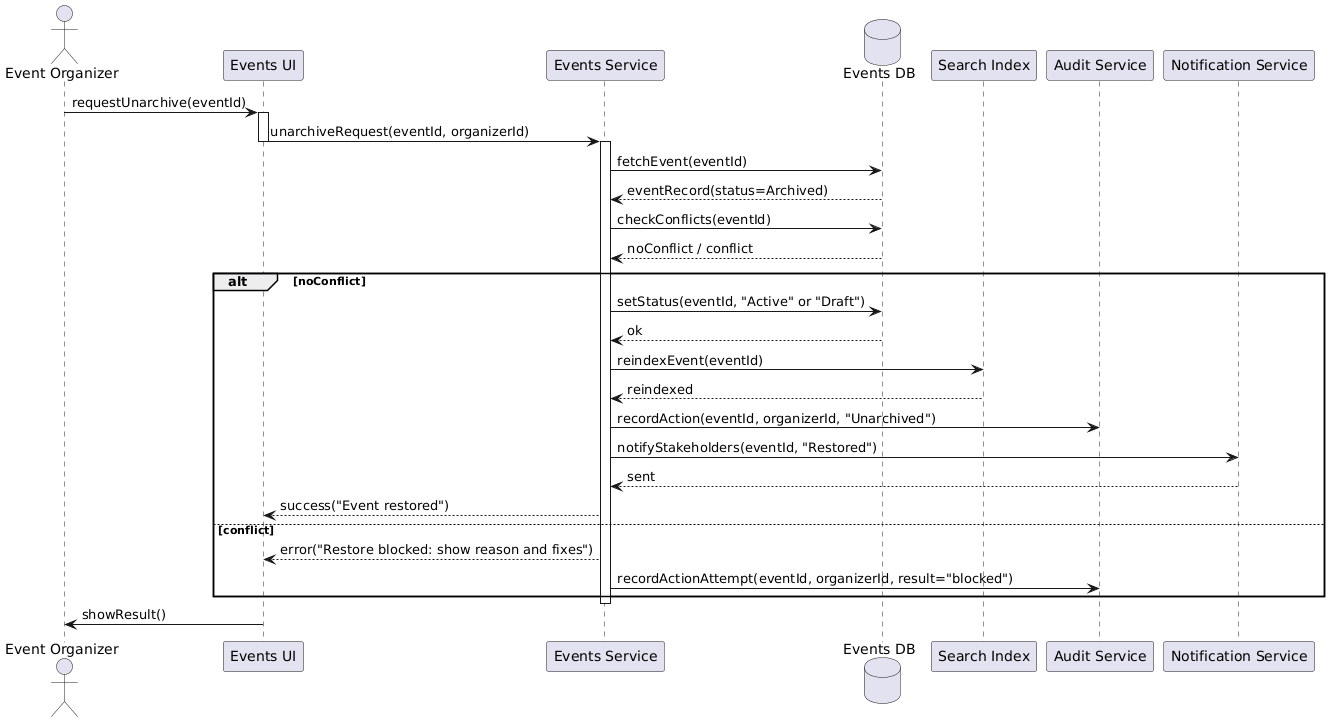 Event Organizer
Events UI
Events Service
Events DB
Search Index
Audit Service
Notification Service
requestUnarchive(eventId)
unarchiveRequest(eventId, organizerId)
fetchEvent(eventId)
eventRecord(status=Archived)
checkConflicts(eventId)
noConflict / conflict
alt [noConflict]
setStatus(eventId, "Active" or "Draft")
ok
reindexEvent(eventId)
reindexed
recordAction(eventId, organizerId, "Unarchived")
notifyStakeholders(eventId, "Restored")
sent
success("Event restored")
[conflict]
error("Restore blocked: show reason and fixes")
recordActionAttempt(eventId, organizerId, result="blocked")
showResult()
Event Organizer
Events UI
Events Service
Events DB
Search Index
Audit Service
Notification Service